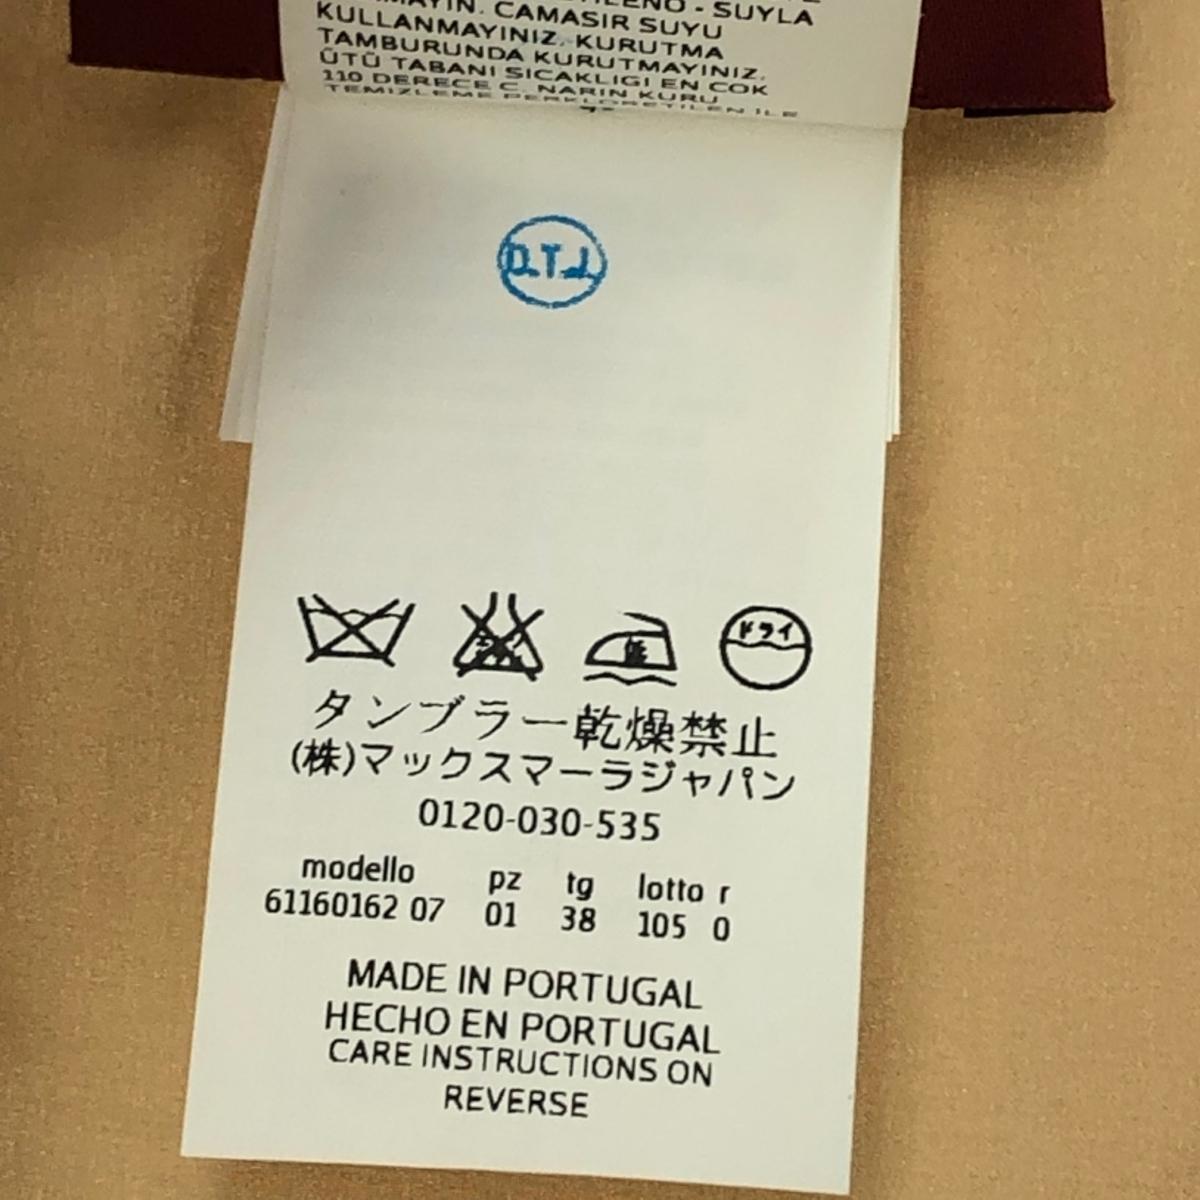 CAMASIR SUYU
KULLANMAYINIZ. KURUTMA
TAMBURUNDA KURUTMAYINIZ.
ÜTÜ TABANI SICAKLIGI EN COK
110 DERECE C. NARIN KURU
TEMIZLEME PERKLORETILEN ILE
D.T.J.
ドライ
タンブラー乾燥禁止
(株)マックスマーラジャパン
0120-030-535
modello pz tg lotto r
61160162 07 01 38 105 0
MADE IN PORTUGAL
HECHO EN PORTUGAL
CARE INSTRUCTIONS ON
REVERSE